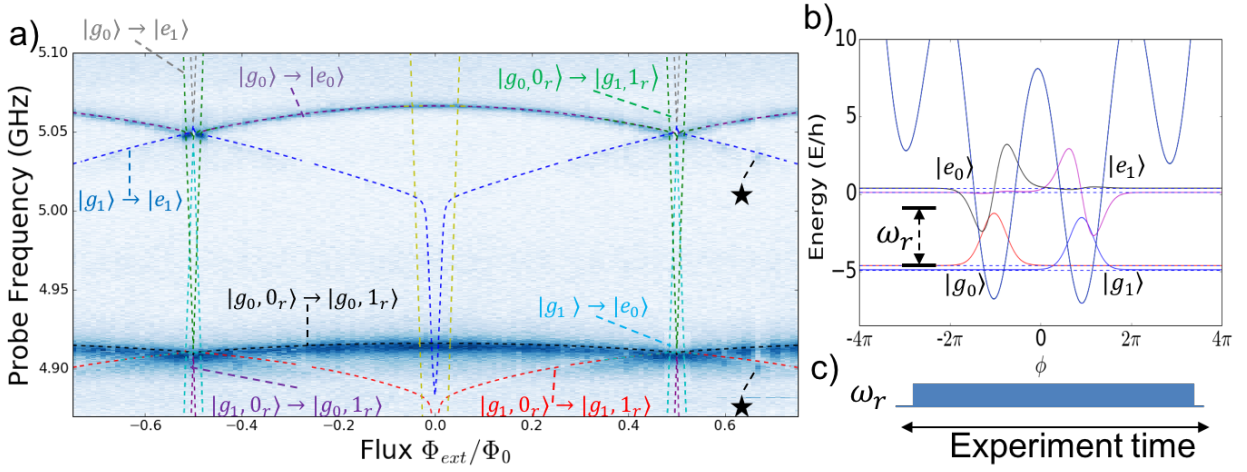 a)
|g₀⟩ → |e₁⟩
|g₀⟩ → |e₀⟩
|g₀, 0ᵣ⟩ → |g₁, 1ᵣ⟩
|g₁⟩ → |e₁⟩
|g₀, 0ᵣ⟩ → |g₀, 1ᵣ⟩
|g₁ ⟩ → |e₀⟩
|g₁, 0ᵣ⟩ → |g₀, 1ᵣ⟩
|g₁, 0ᵣ⟩ → |g₁, 1ᵣ⟩
★
★
Probe Frequency (GHz)
5.10
5.05
5.00
4.95
4.90
−0.6
−0.4
−0.2
0.0
0.2
0.4
0.6
Flux Φₑₓₜ/Φ₀
b)
Energy (E/h)
10
5
0
−5
|e₀⟩
|e₁⟩
ωᵣ
|g₀⟩
|g₁⟩
-4π
-2π
0
2π
4π
ϕ
c)
ωᵣ
Experiment time